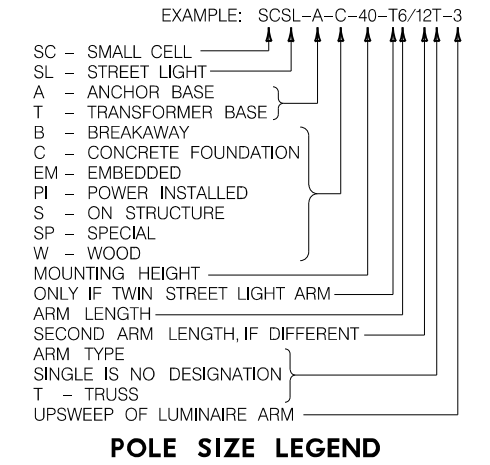 EXAMPLE: SCSL-A-C-40-T6/12T-3
SC - SMALL CELL
SL - STREET LIGHT
A - ANCHOR BASE
T - TRANSFORMER BASE
B - BREAKAWAY
C - CONCRETE FOUNDATION
EM - EMBEDDED
PI - POWER INSTALLED
S - ON STRUCTURE
SP - SPECIAL
W - WOOD
MOUNTING HEIGHT
ONLY IF TWIN STREET LIGHT ARM
ARM LENGTH
SECOND ARM LENGTH, IF DIFFERENT
ARM TYPE
SINGLE IS NO DESIGNATION
T - TRUSS
UPSWEEP OF LUMINAIRE ARM
POLE SIZE LEGEND